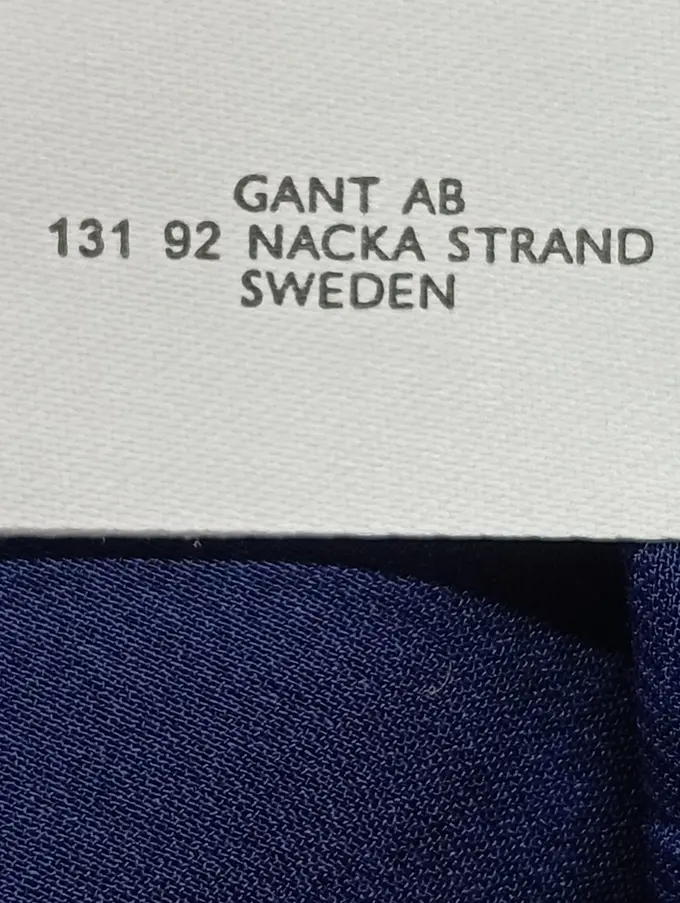 GANT AB
131 92 NACKA STRAND
SWEDEN